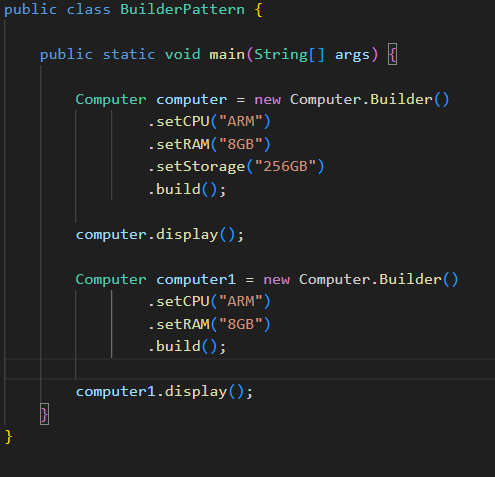 public class BuilderPattern {
public static void main(String[] args) {
Computer computer = new Computer.Builder()
.setCPU("ARM")
.setRAM("8GB")
.setStorage("256GB")
.build();
computer.display();
Computer computer1 = new Computer.Builder()
.setCPU("ARM")
.setRAM("8GB")
.build();
computer1.display();
}
}